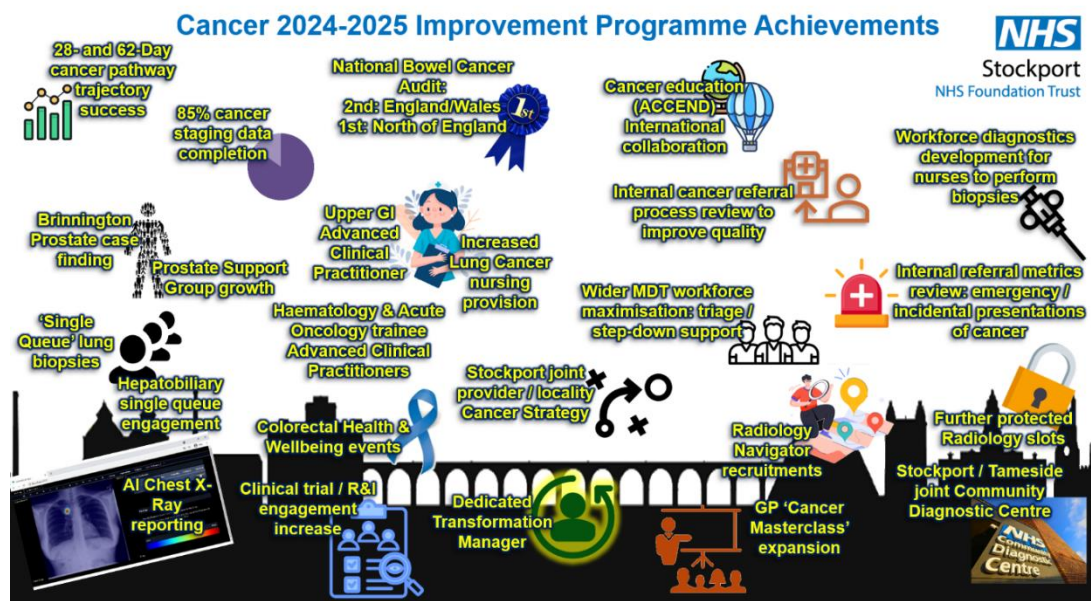 Cancer 2024-2025 Improvement Programme Achievements
NHS
Stockport
NHS Foundation Trust
28- and 62-Day
cancer pathway
trajectory
success
85% cancer
staging data
completion
National Bowel Cancer
Audit:
2nd: England/Wales
1st: North of England
1st
Cancer education
(ACCEND)
International
collaboration
Workforce diagnostics
development for
nurses to perform
biopsies
Internal cancer referral
process review to
improve quality
Brinnington
Prostate case
finding
Prostate Support
Group growth
Upper GI
Advanced
Clinical
Practitioner
Increased
Lung Cancer
nursing
provision
Wider MDT workforce
maximisation: triage /
step-down support
Internal referral metrics
review: emergency /
incidental presentations
of cancer
'Single
Queue' lung
biopsies
Haematology & Acute
Oncology trainee
Advanced Clinical
Practitioners
Hepatobiliary
single queue
engagement
Stockport joint
provider / locality
Cancer Strategy
Colorectal Health &
Wellbeing events
Radiology
Navigator
recruitments
Further protected
Radiology slots
AI Chest X-
Ray
reporting
Clinical trial / R&I
engagement
increase
Dedicated
Transformation
Manager
GP 'Cancer
Masterclass'
expansion
Stockport / Tameside
joint Community
Diagnostic Centre
NHS
Community
Diagnostic
Centre